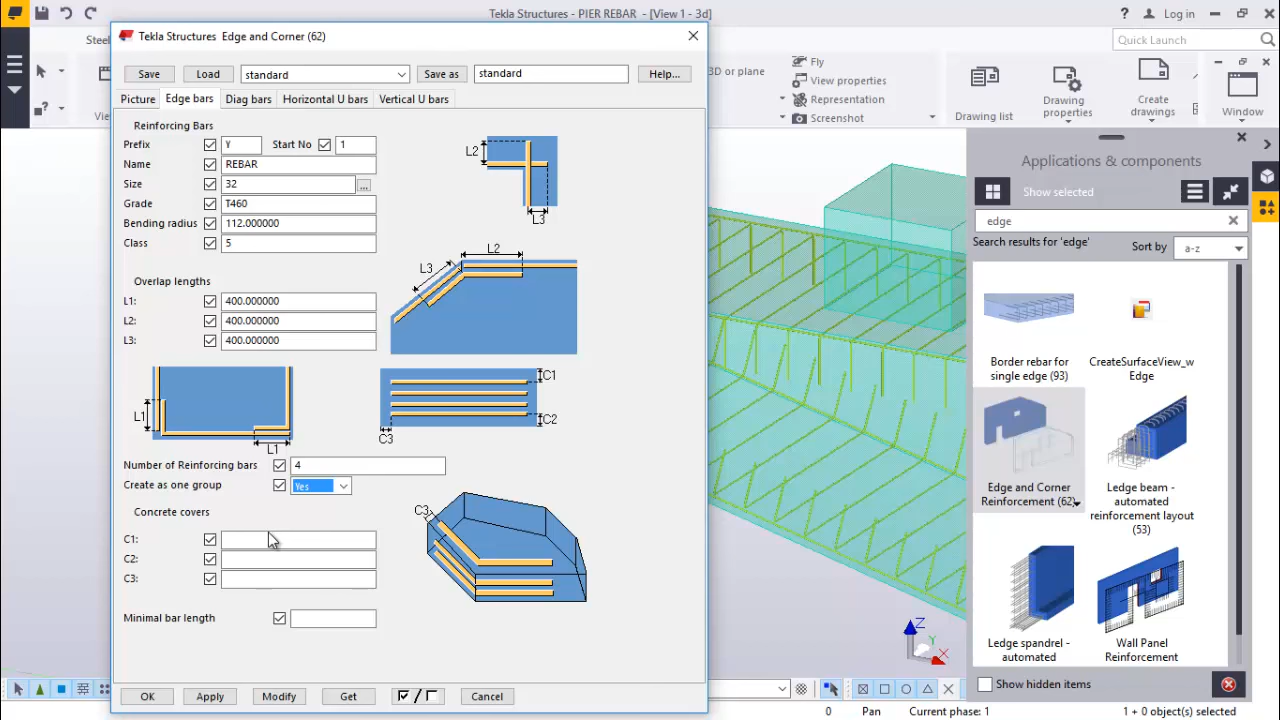 Tekla Structures - PIER REBAR - [View 1 - 3d]
Log in
Steel
Quick Launch
Tekla Structures Edge and Corner (62)
Save
Load
standard
Save as
standard
Help...
Picture
Edge bars
Diag bars
Horizontal U bars
Vertical U bars
Reinforcing Bars
Prefix
Y
Start No
1
Name
REBAR
Size
32
...
Grade
T460
Bending radius
112.000000
Class
5
Overlap lengths
L1:
400.000000
L2:
400.000000
L3:
400.000000
L2
L3
L2
L3
L1
L1
C1
C2
C3
Number of Reinforcing bars
4
Create as one group
Yes
Concrete covers
C1:
C2:
C3:
C3
Minimal bar length
OK
Apply
Modify
Get
/
Cancel
3D or plane
Fly
View properties
Representation
Screenshot
Drawing list
Drawing
properties
Create
drawings
Window
Applications & components
Show selected
edge
Search results for 'edge'
Sort by
a-z
Border rebar for
single edge (93)
CreateSurfaceView_w
Edge
Edge and Corner
Reinforcement (62)
Ledge beam -
automated
reinforcement layout
(53)
Ledge spandrel -
automated
Wall Panel
Reinforcement
Show hidden items
Z
Y
X
0
Pan
Current phase: 1
1 + 0 object(s) selected